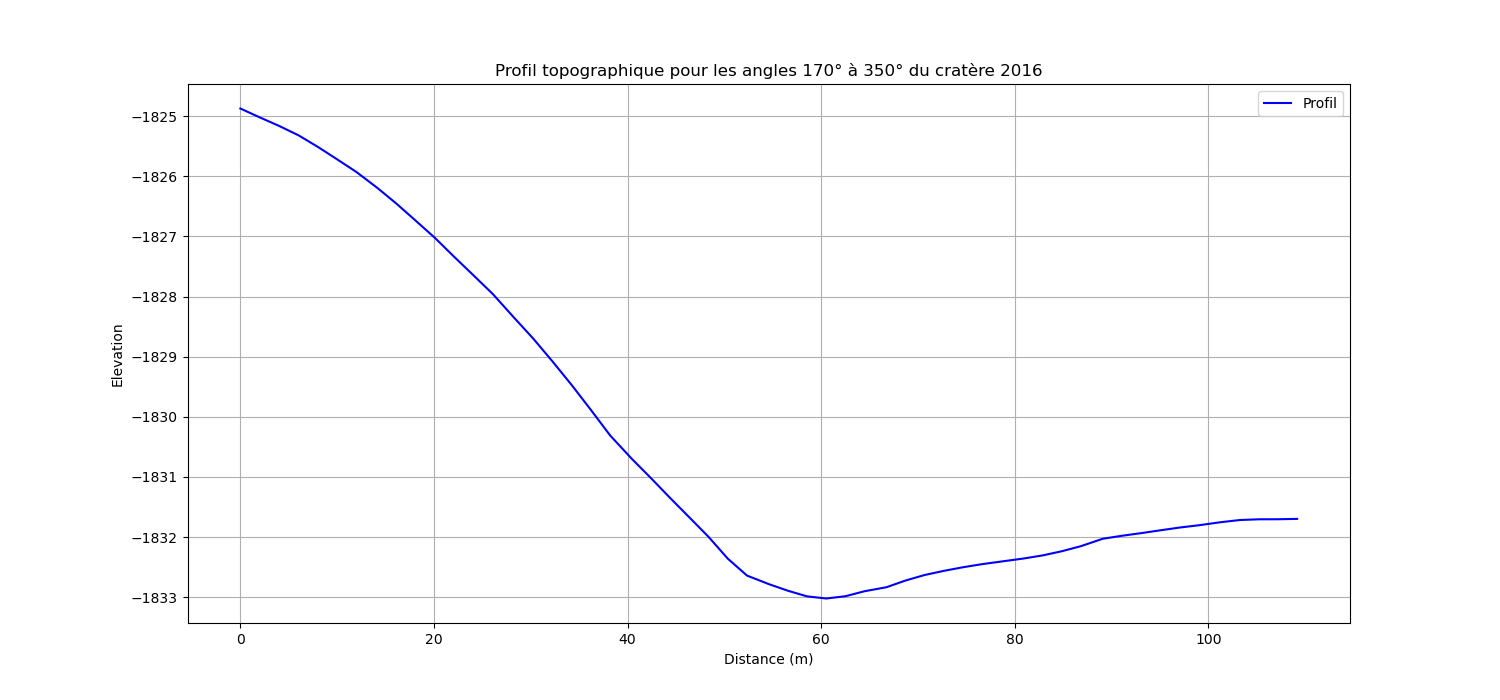 Profil topographique pour les angles 170° à 350° du cratère 2016
Profil
−1825
−1826
−1827
−1828
−1829
−1830
−1831
−1832
−1833
Elevation
0 20 40 60 80 100
Distance (m)